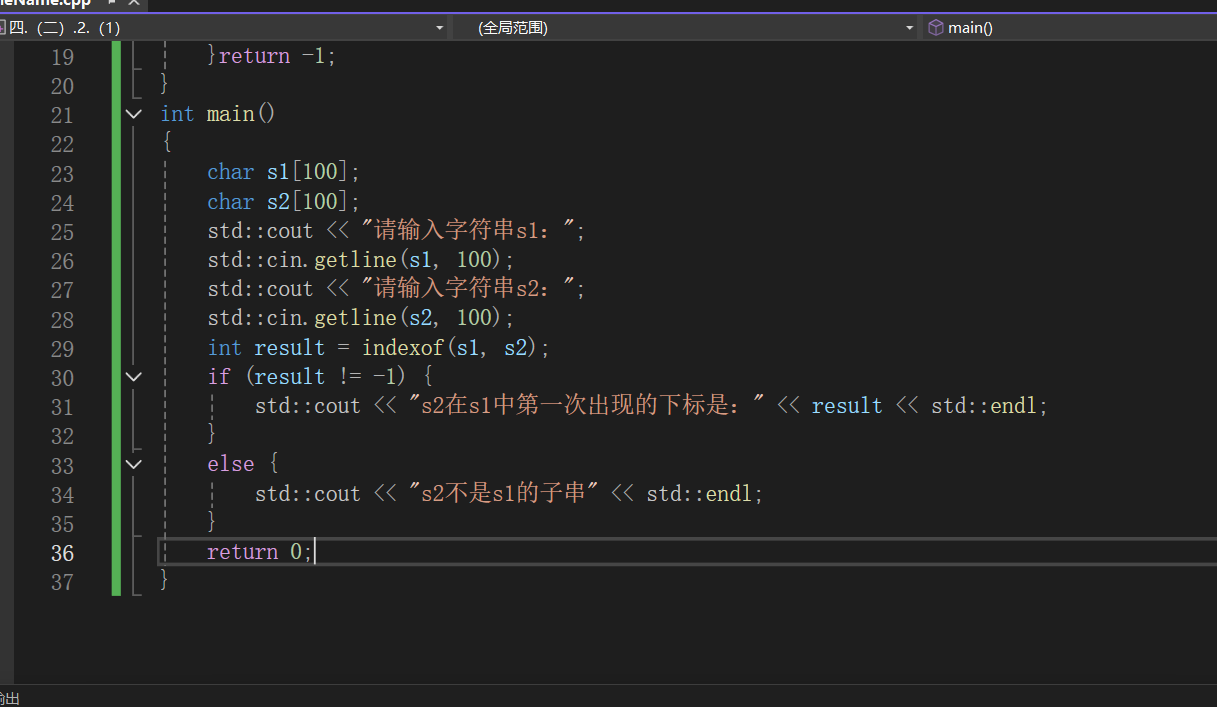 eName.cpp
四. (二) .2. (1) (全局范围) main()
19 }return -1;
20 }
21 int main()
22 {
23 char s1[100];
24 char s2[100];
25 std::cout << "请输入字符串s1：";
26 std::cin.getline(s1, 100);
27 std::cout << "请输入字符串s2：";
28 std::cin.getline(s2, 100);
29 int result = indexof(s1, s2);
30 if (result != -1) {
31 std::cout << "s2在s1中第一次出现的下标是：" << result << std::endl;
32 }
33 else {
34 std::cout << "s2不是s1的子串" << std::endl;
35 }
36 return 0;
37 }
输出